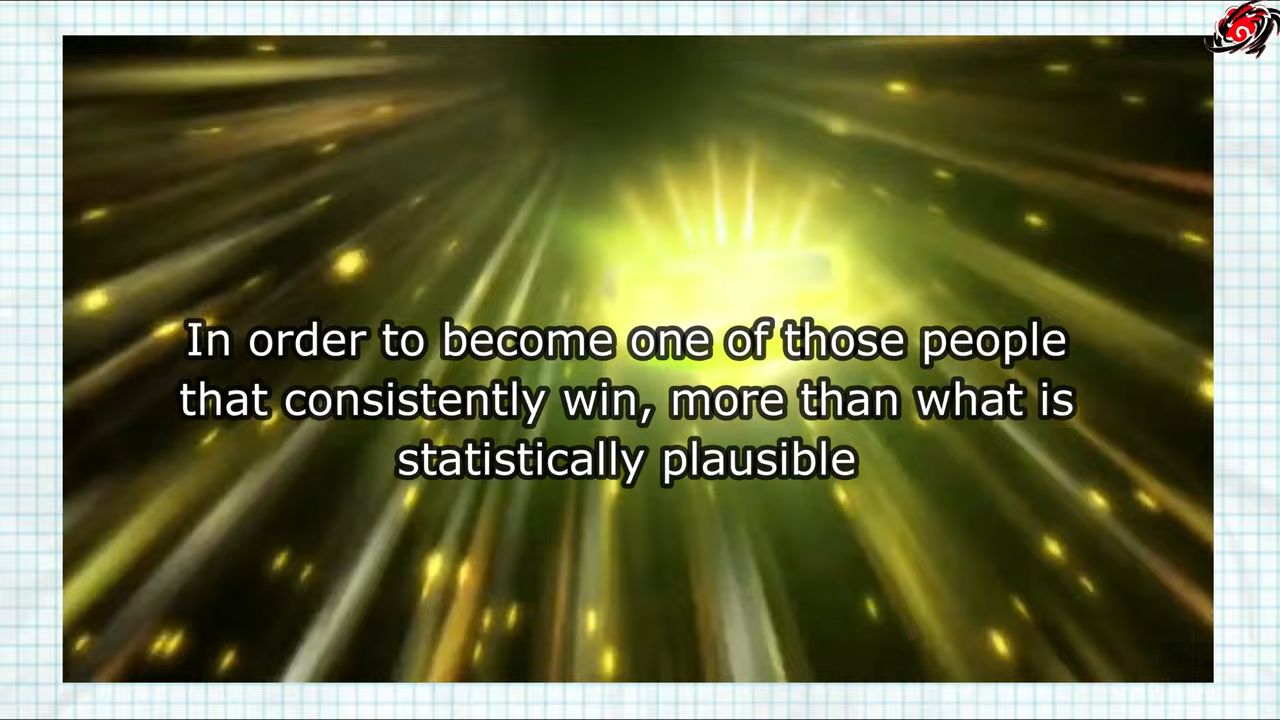 In order to become one of those people
that consistently win, more than what is
statistically plausible